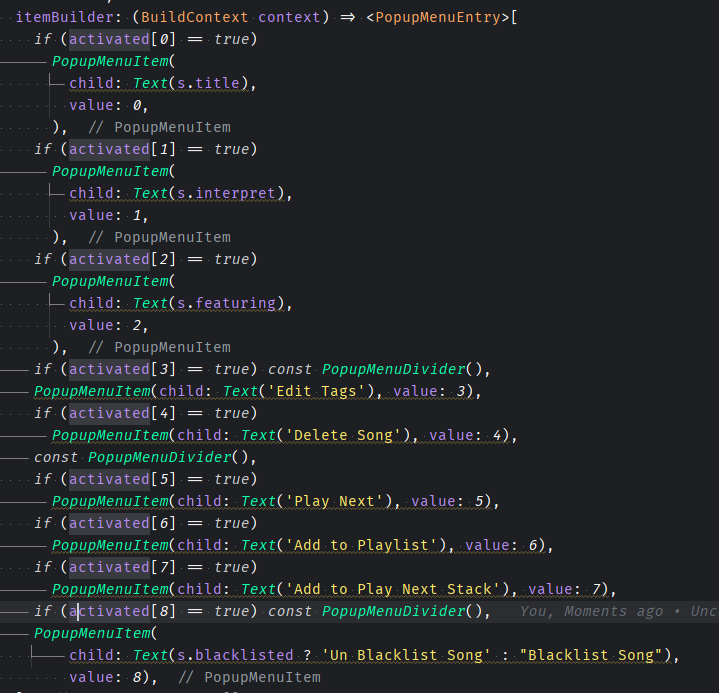 itemBuilder: (BuildContext context) => <PopupMenuEntry>[
if (activated[0] == true)
PopupMenuItem(
child: Text(s.title),
value: 0,
), // PopupMenuItem
if (activated[1] == true)
PopupMenuItem(
child: Text(s.interpret),
value: 1,
), // PopupMenuItem
if (activated[2] == true)
PopupMenuItem(
child: Text(s.featuring),
value: 2,
), // PopupMenuItem
if (activated[3] == true) const PopupMenuDivider(),
PopupMenuItem(child: Text('Edit Tags'), value: 3),
if (activated[4] == true)
PopupMenuItem(child: Text('Delete Song'), value: 4),
const PopupMenuDivider(),
if (activated[5] == true)
PopupMenuItem(child: Text('Play Next'), value: 5),
if (activated[6] == true)
PopupMenuItem(child: Text('Add to Playlist'), value: 6),
if (activated[7] == true)
PopupMenuItem(child: Text('Add to Play Next Stack'), value: 7),
if (activated[8] == true) const PopupMenuDivider(), You, Moments ago • Unc
PopupMenuItem(
child: Text(s.blacklisted ? 'Un Blacklist Song' : "Blacklist Song"),
value: 8), // PopupMenuItem